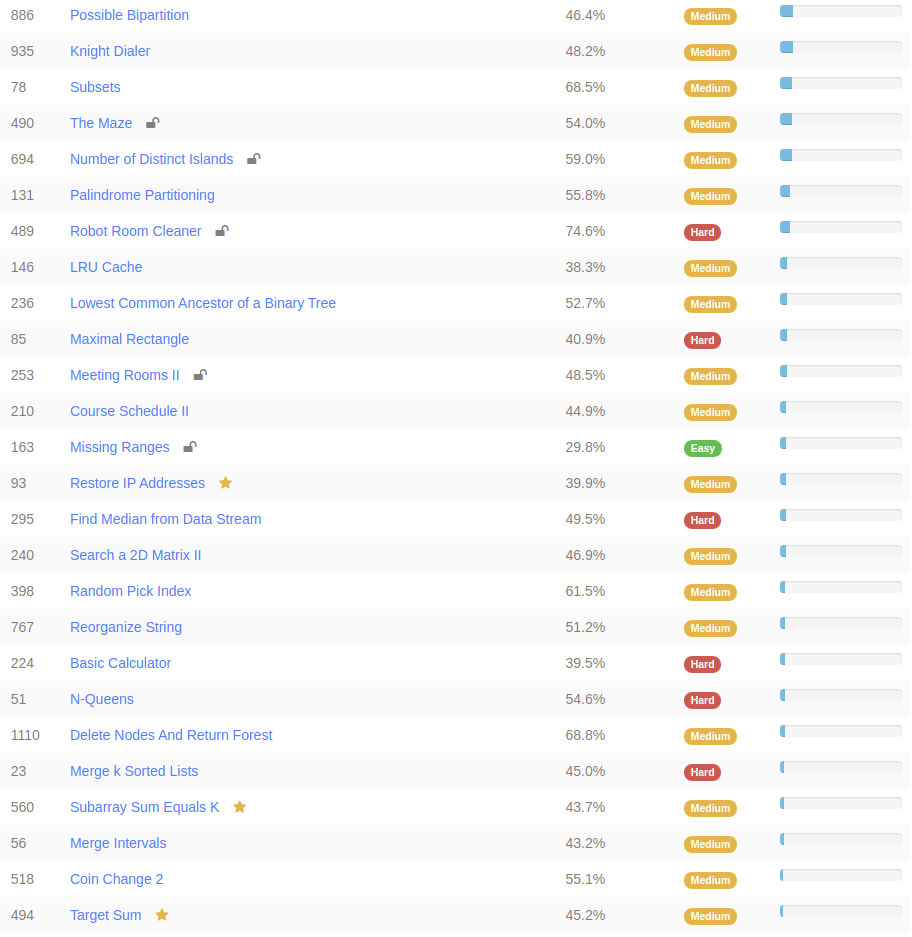 886 Possible Bipartition 46.4% Medium
935 Knight Dialer 48.2% Medium
78 Subsets 68.5% Medium
490 The Maze 54.0% Medium
694 Number of Distinct Islands 59.0% Medium
131 Palindrome Partitioning 55.8% Medium
489 Robot Room Cleaner 74.6% Hard
146 LRU Cache 38.3% Medium
236 Lowest Common Ancestor of a Binary Tree 52.7% Medium
85 Maximal Rectangle 40.9% Hard
253 Meeting Rooms II 48.5% Medium
210 Course Schedule II 44.9% Medium
163 Missing Ranges 29.8% Easy
93 Restore IP Addresses 39.9% Medium
295 Find Median from Data Stream 49.5% Hard
240 Search a 2D Matrix II 46.9% Medium
398 Random Pick Index 61.5% Medium
767 Reorganize String 51.2% Medium
224 Basic Calculator 39.5% Hard
51 N-Queens 54.6% Hard
1110 Delete Nodes And Return Forest 68.8% Medium
23 Merge k Sorted Lists 45.0% Hard
560 Subarray Sum Equals K 43.7% Medium
56 Merge Intervals 43.2% Medium
518 Coin Change 2 55.1% Medium
494 Target Sum 45.2% Medium